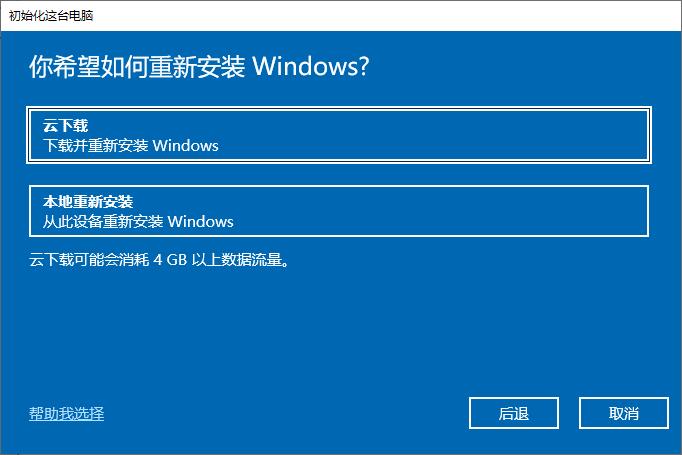 初始化这台电脑
你希望如何重新安装 Windows?
云下载
下载并重新安装 Windows
本地重新安装
从此设备重新安装 Windows
云下载可能会消耗 4 GB 以上数据流量。
帮助我选择
后退
取消